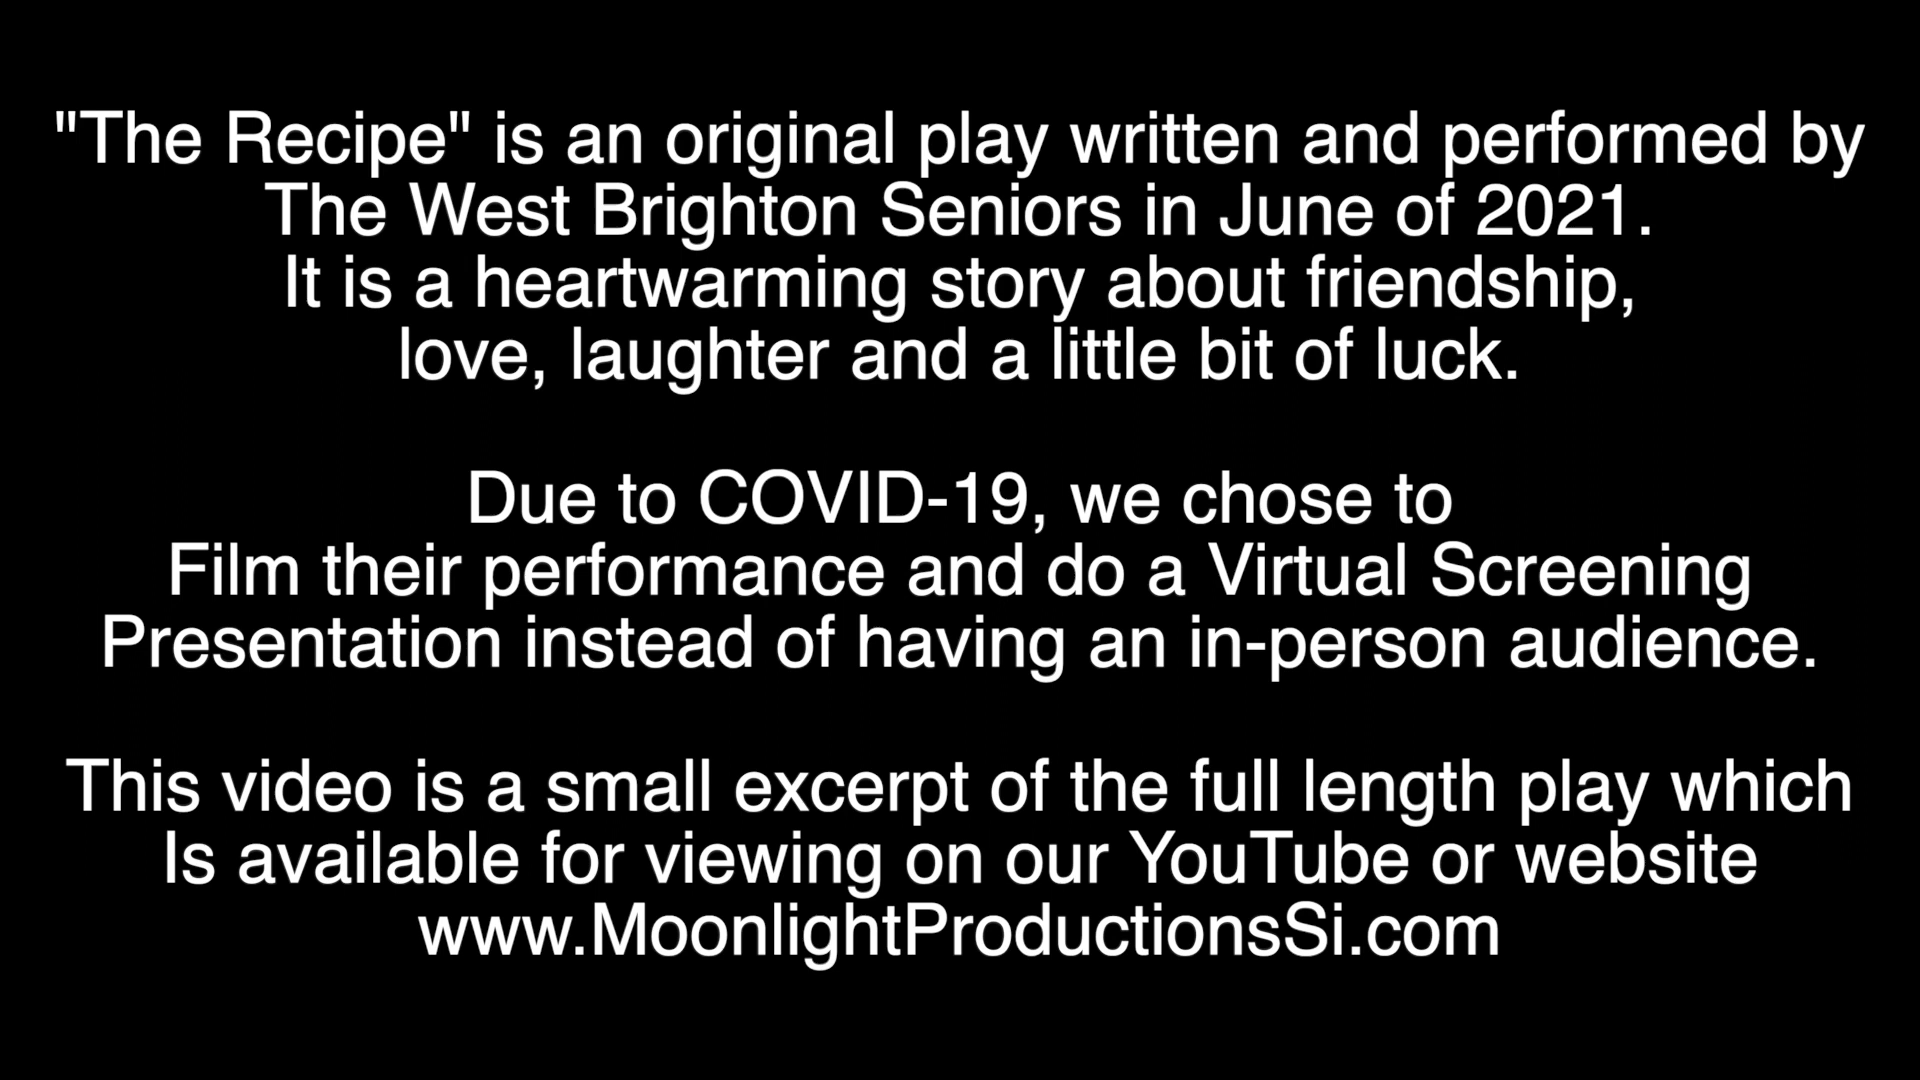 "The Recipe" is an original play written and performed by
The West Brighton Seniors in June of 2021.
It is a heartwarming story about friendship,
love, laughter and a little bit of luck.
Due to COVID-19, we chose to
Film their performance and do a Virtual Screening
Presentation instead of having an in-person audience.
This video is a small excerpt of the full length play which
Is available for viewing on our YouTube or website
www.MoonlightProductionsSi.com